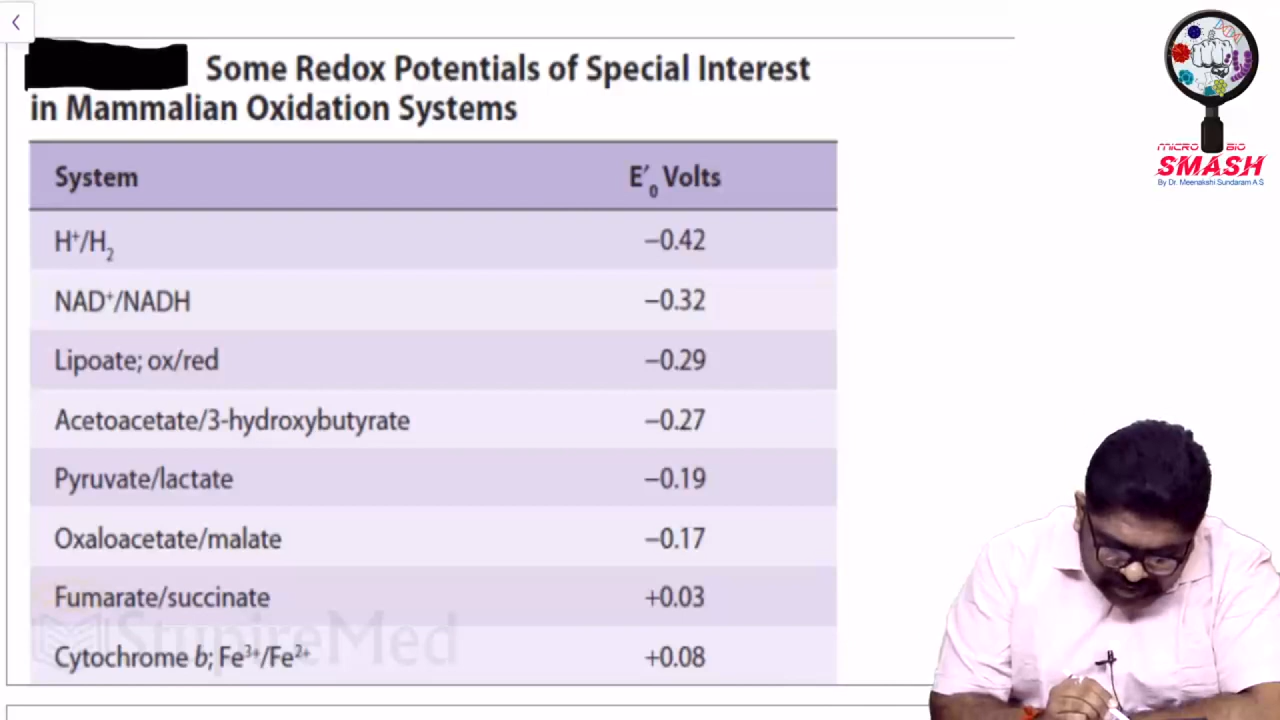 Some Redox Potentials of Special Interest
in Mammalian Oxidation Systems
System E′₀ Volts
H⁺/H₂ −0.42
NAD⁺/NADH −0.32
Lipoate; ox/red −0.29
Acetoacetate/3-hydroxybutyrate −0.27
Pyruvate/lactate −0.19
Oxaloacetate/malate −0.17
Fumarate/succinate +0.03
Cytochrome b; Fe³⁺/Fe²⁺ +0.08
StupireMed
MICRO BIO
SMASH
By Dr. Meenakshi Sundaram A S